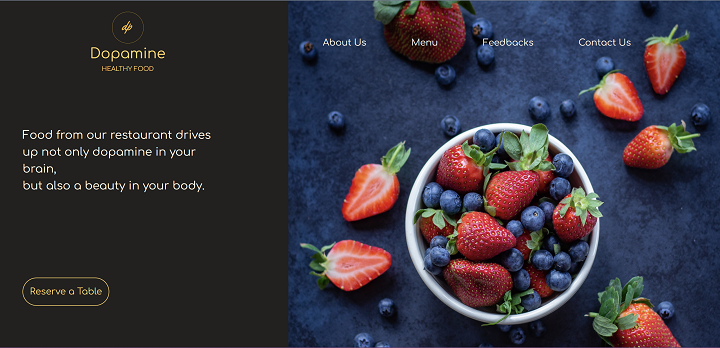 dp
Dopamine
HEALTHY FOOD
About Us
Menu
Feedbacks
Contact Us
Food from our restaurant drives
up not only dopamine in your
brain,
but also a beauty in your body.
Reserve a Table